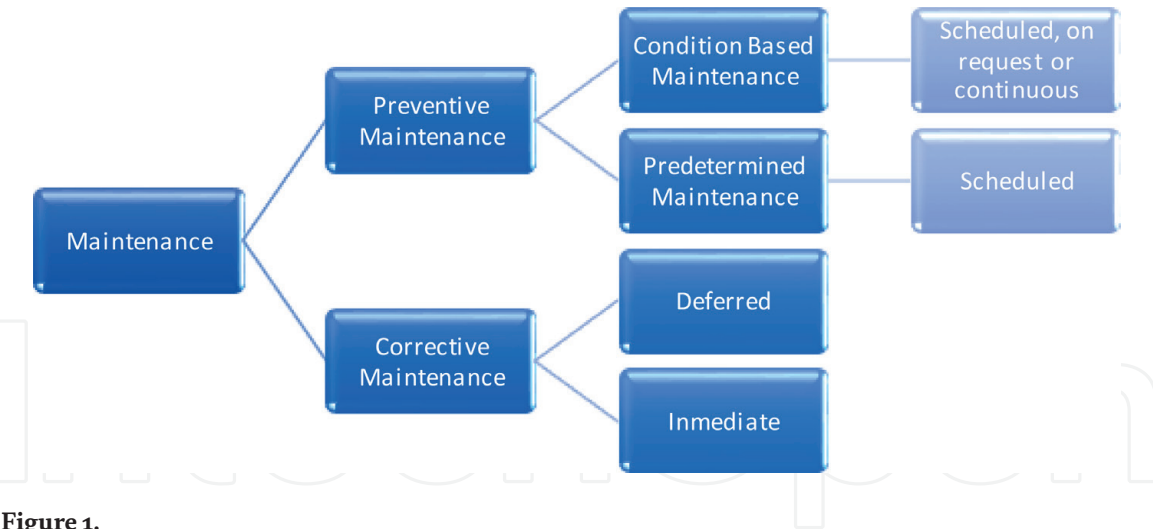 Condition Based
Maintenance
Scheduled, on
request or
continuous
Preventive
Maintenance
Predetermined
Maintenance
Scheduled
Maintenance
Deferred
Corrective
Maintenance
Inmediate
IntechOpen
Figure 1.